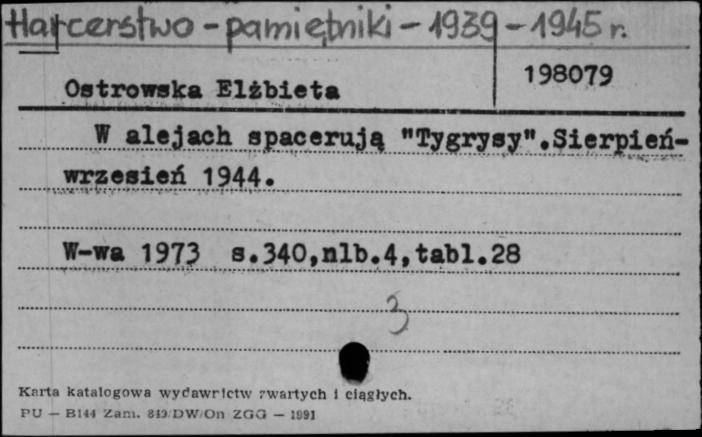 Harcerstwo - pamiętniki - 1939 - 1945 r.
198079
Ostrowska Elżbieta
W alejach spacerują "Tygrysy".Sierpień-
wrzesień 1944.
W-wa 1973 s.340,nlb.4,tabl.28
3
Karta katalogowa wydawnictw zwartych i ciągłych.
PU — B144 Zam. 849/DW/On ZGG — 1991